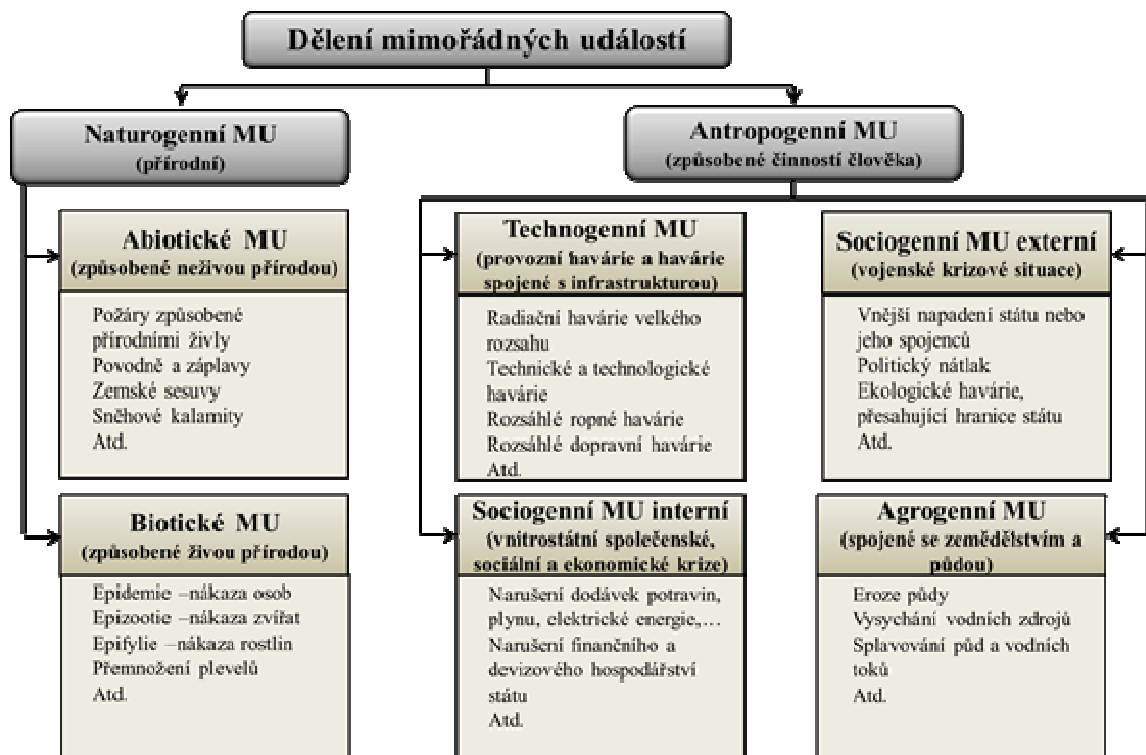 Dělení mimořádných událostí
Naturogenní MU
(přírodní)
Antropogenní MU
(způsobené činností člověka)
Abiotické MU
(způsobené neživou přírodou)
Požáry způsobené
přírodními živly
Povodně a záplavy
Zemské sesuvy
Sněhové kalamity
Atd.
Biotické MU
(způsobené živou přírodou)
Epidemie –nákaza osob
Epizootie –nákaza zvířat
Epifylie –nákaza rostlin
Přemnožení plevelů
Atd.
Technogenní MU
(provozní havárie a havárie
spojené s infrastrukturou)
Radiační havárie velkého
rozsahu
Technické a technologické
havárie
Rozsáhlé ropné havárie
Rozsáhlé dopravní havárie
Atd.
Sociogenní MU interní
(vnitrostátní společenské,
sociální a ekonomické krize)
Narušení dodávek potravin,
plynu, elektrické energie,…
Narušení finančního a
devizového hospodářství
státu
Atd.
Sociogenní MU externí
(vojenské krizové situace)
Vnější napadení státu nebo
jeho spojenců
Politický nátlak
Ekologické havárie,
přesahující hranice státu
Atd.
Agrogenní MU
(spojené se zemědělstvím a
půdou)
Eroze půdy
Vysychání vodních zdrojů
Splavování půd a vodních
toků
Atd.